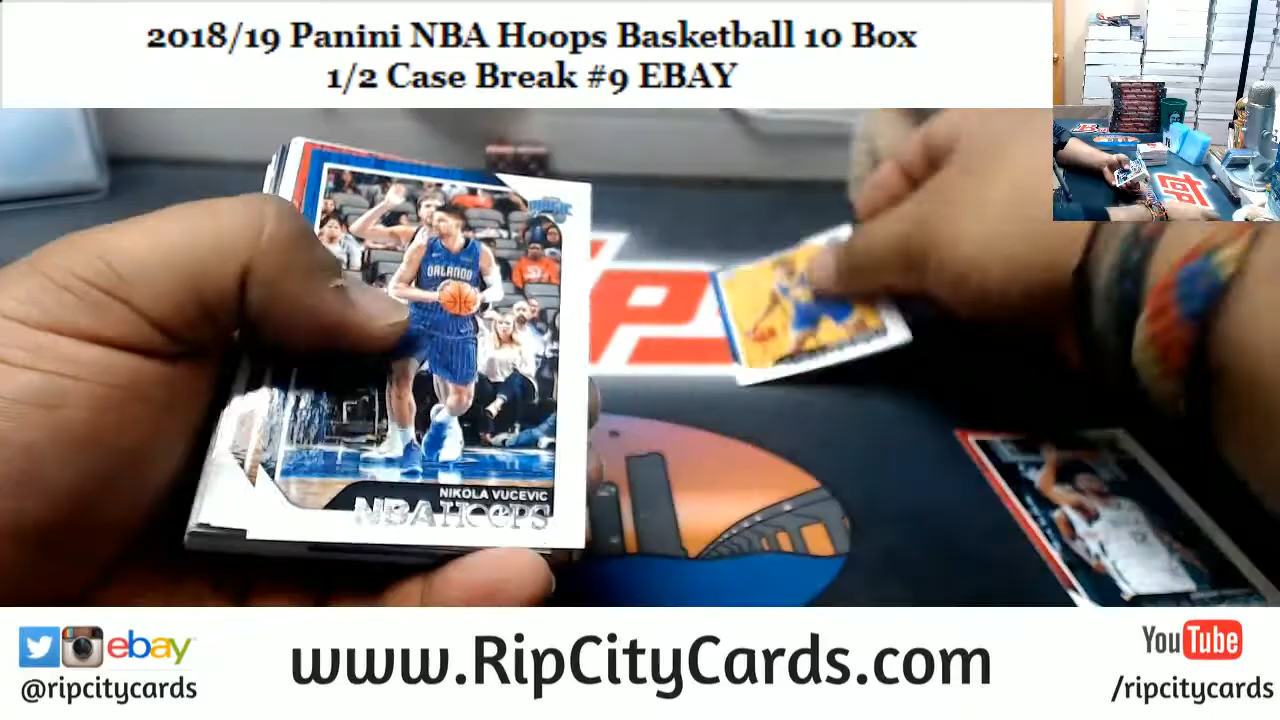 2018/19 Panini NBA Hoops Basketball 10 Box
1/2 Case Break #9 EBAY
MAGIC
ORLANDO
NIKOLA VUCEVIC
NBA HOOPS
ebay
@ripcitycards
www.RipCityCards.com
YouTube
/ripcitycards